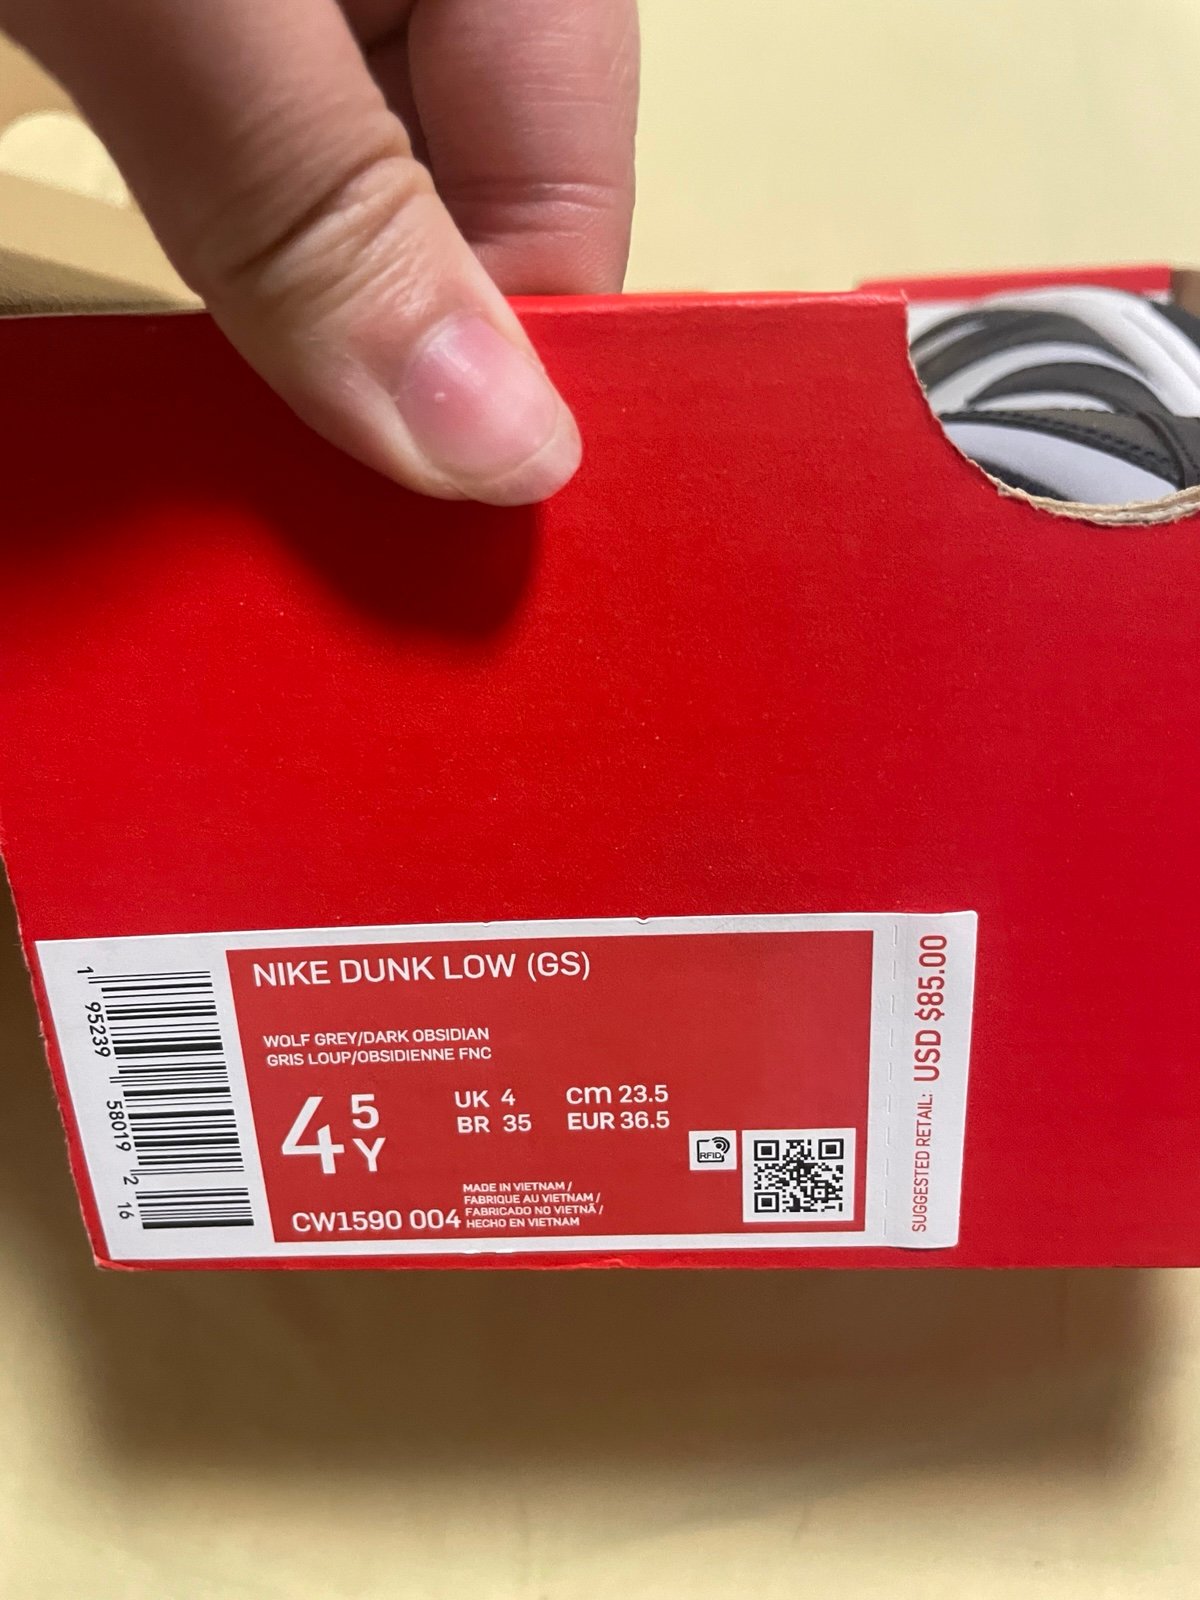 NIKE DUNK LOW (GS)
WOLF GREY/DARK OBSIDIAN
GRIS LOUP/OBSIDIENNE FNC
4 5 Y
UK 4
BR 35
cm 23.5
EUR 36.5
RFID
CW1590 004
MADE IN VIETNAM /
FABRIQUE AU VIETNAM /
FABRICADO NO VIETNÃ /
HECHO EN VIETNAM
1 95239 58019 2 16
SUGGESTED RETAIL: USD $85.00